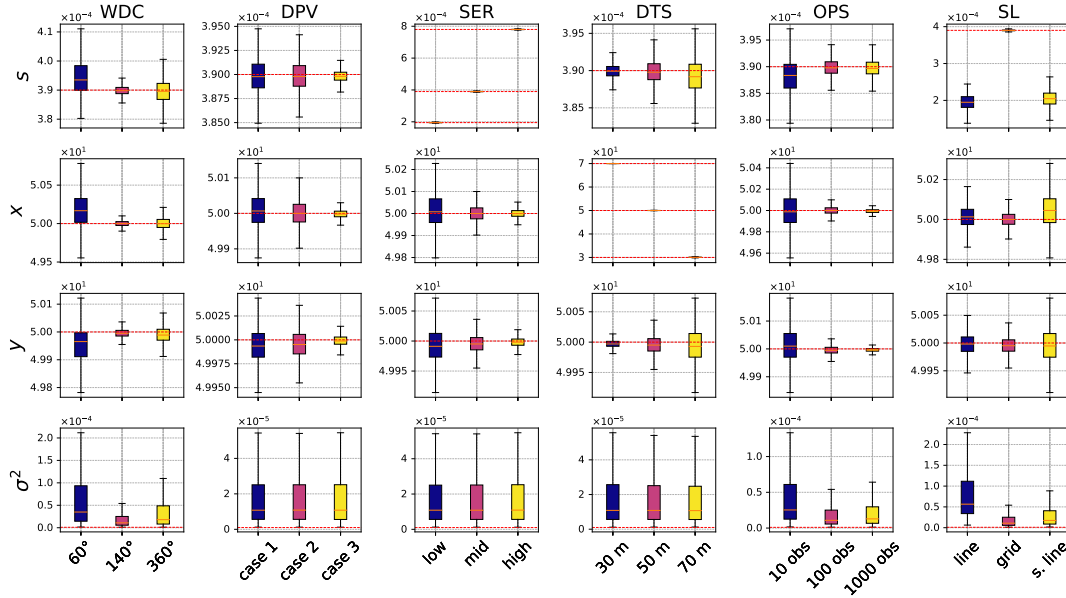 WDC DPV SER DTS OPS SL
×10⁻⁴ ×10⁻⁴ ×10⁻⁴ ×10⁻⁴ ×10⁻⁴ ×10⁻⁴
s
4.1 3.950 8 3.95 3.95 4
4.0 3.925 6 3.90 3.90 3
3.9 3.900 4 3.85 3.85 2
3.8 3.875 2 3.80
3.850
×10¹ ×10¹ ×10¹ ×10¹ ×10¹ ×10¹
x
5.05 5.01 5.02 7 5.04 5.02
5.00 5.00 5.01 6 5.02 5.00
4.95 4.99 5.00 5 5.00 4.98
4.99 4 4.98
4.98 3 4.96
×10¹ ×10¹ ×10¹ ×10¹ ×10¹ ×10¹
y
5.01 5.0025 5.005 5.005 5.01 5.005
5.00 5.0000 5.000 5.000 5.00 5.000
4.99 4.9975 4.995 4.995 4.99 4.995
4.98 4.9950
×10⁻⁴ ×10⁻⁵ ×10⁻⁵ ×10⁻⁵ ×10⁻⁴ ×10⁻⁴
σ²
2.0 4 4 4 1.0 2
1.5 2 2 2 0.5 1
1.0 0 0 0 0.0 0
0.5
0.0
60° 140° 360° case 1 case 2 case 3 low mid high 30 m 50 m 70 m 10 obs 100 obs 1000 obs line grid s. line